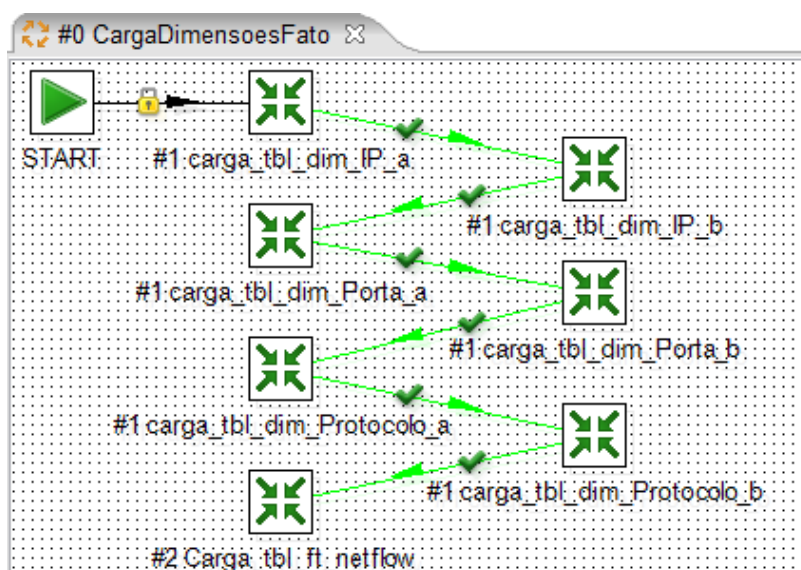 #0 CargaDimensoesFato
START
#1 carga_tbl_dim_IP_a
#1 carga_tbl_dim_IP_b
#1 carga_tbl_dim_Porta_a
#1 carga_tbl_dim_Porta_b
#1 carga_tbl_dim_Protocolo_a
#1 carga_tbl_dim_Protocolo_b
#2 Carga_tbl_ft_netflow